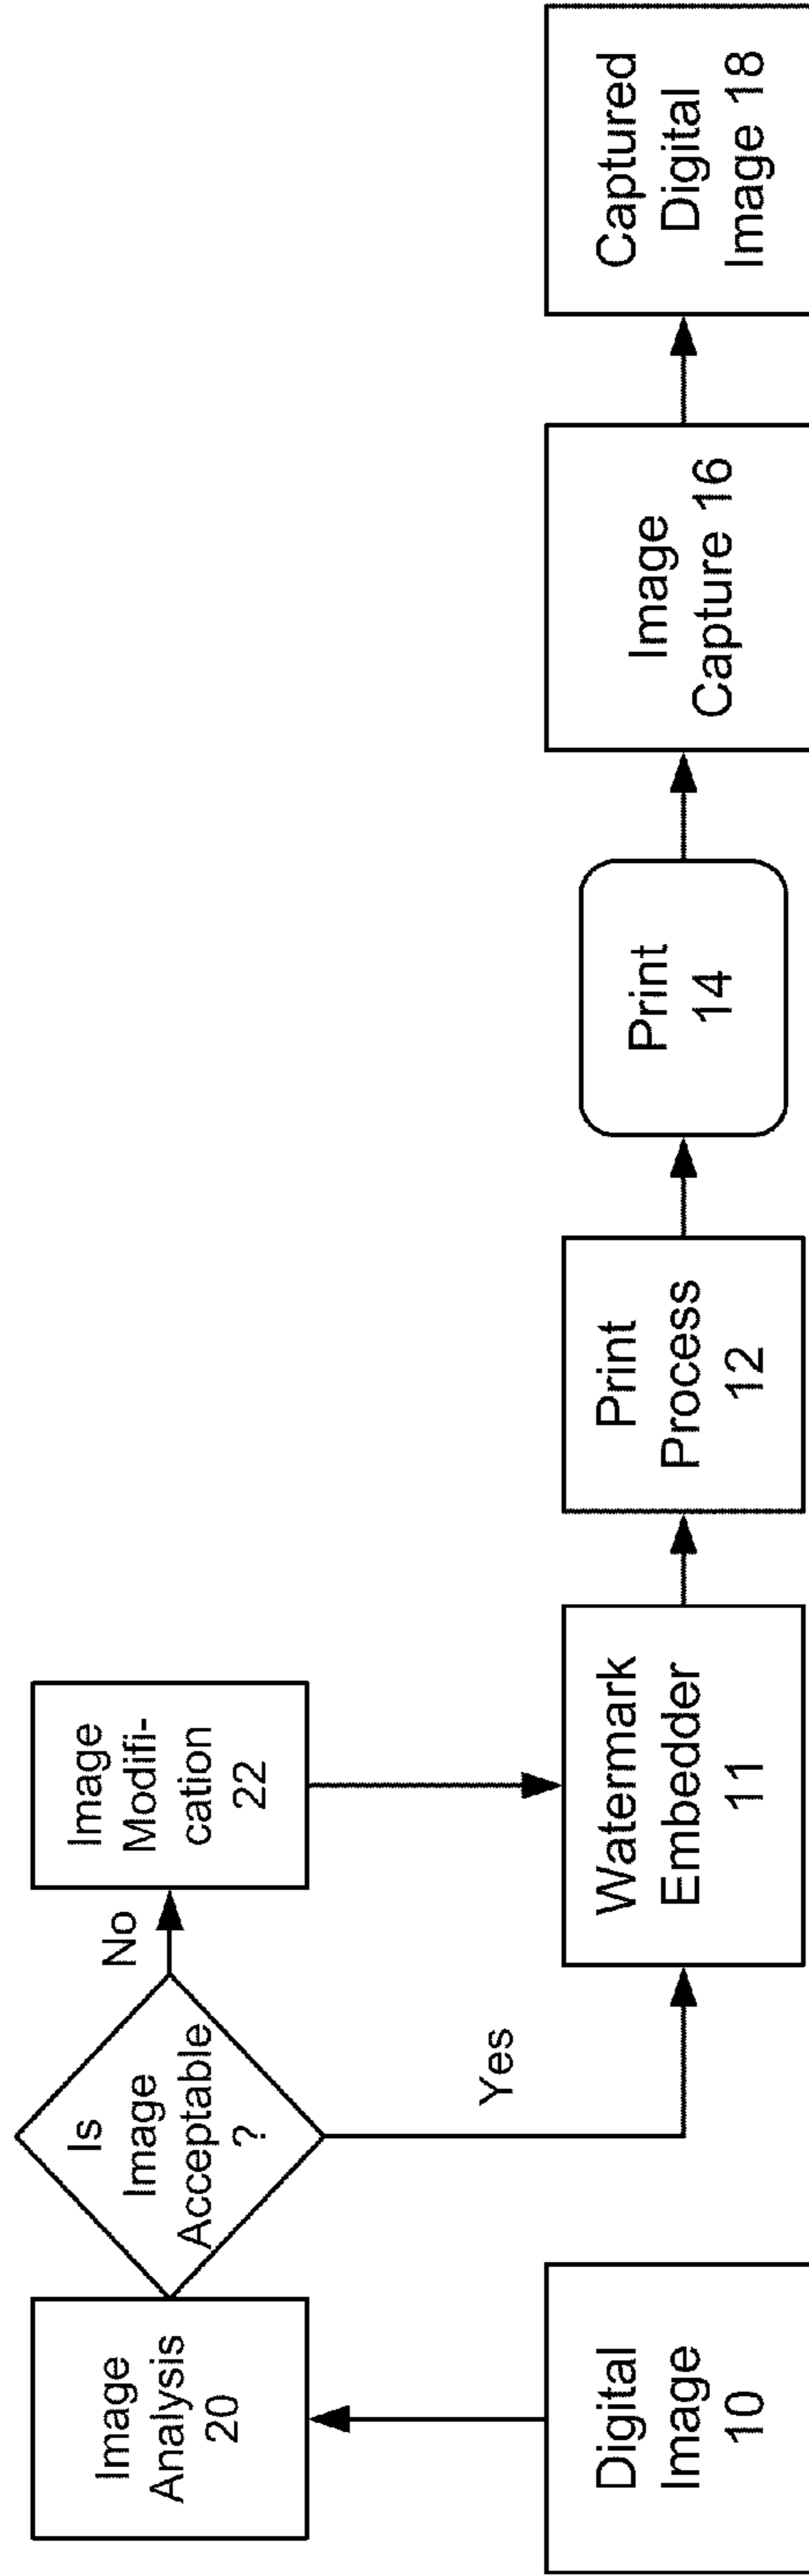 Image
Analysis
20
Is
Image
Acceptable
?
No
Image
Modifi-
cation
22
Yes
Digital
Image
10
Watermark
Embedder
11
Print
Process
12
Print
14
Image
Capture 16
Captured
Digital
Image 18